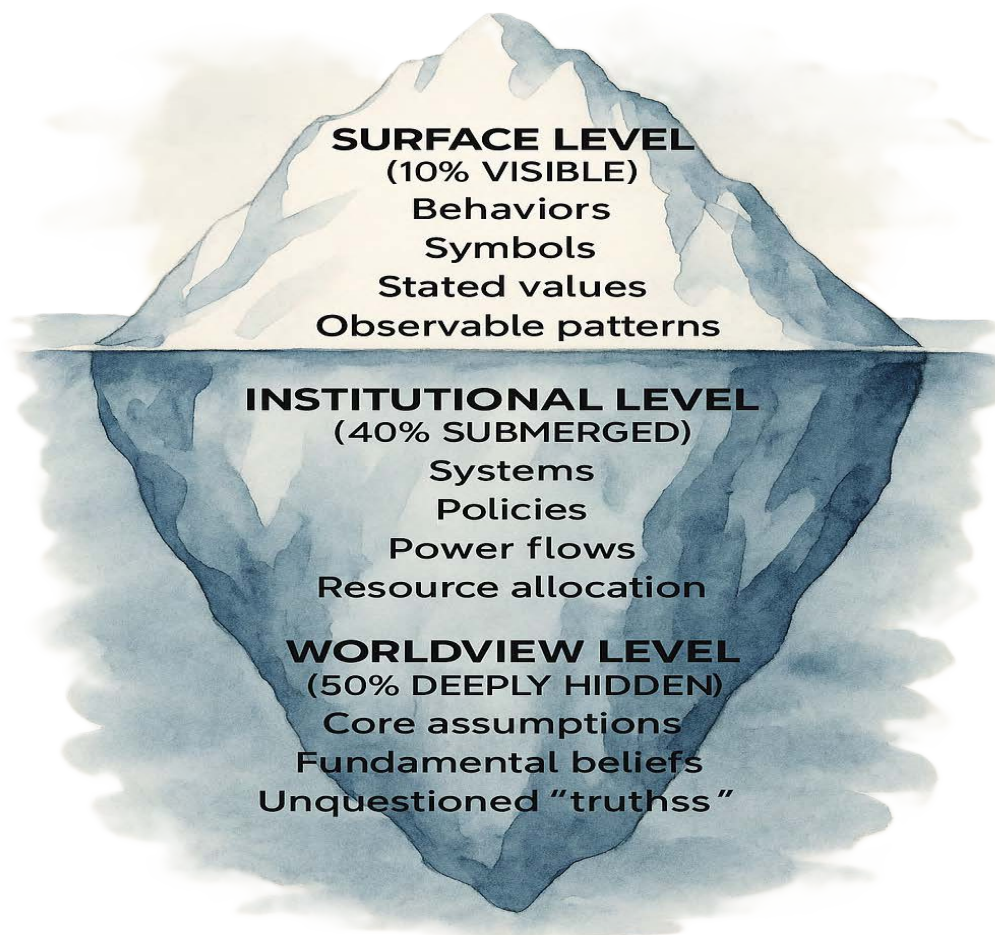 SURFACE LEVEL
(10% VISIBLE)
Behaviors
Symbols
Stated values
Observable patterns
INSTITUTIONAL LEVEL
(40% SUBMERGED)
Systems
Policies
Power flows
Resource allocation
WORLDVIEW LEVEL
(50% DEEPLY HIDDEN)
Core assumptions
Fundamental beliefs
Unquestioned “truthss”